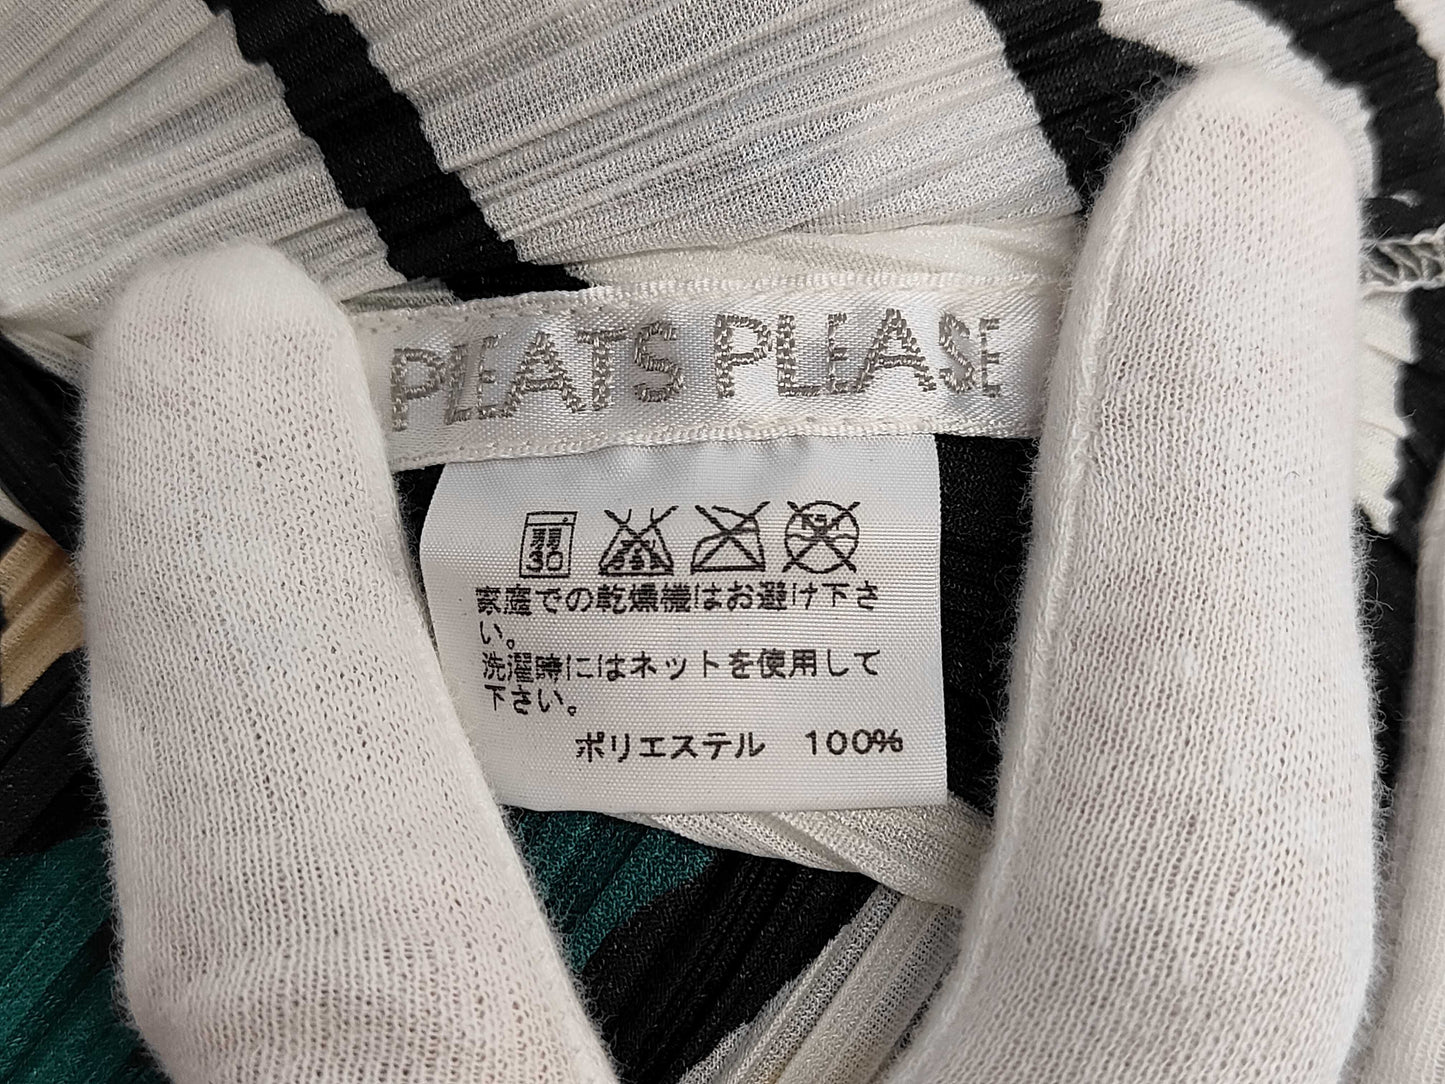 PLEATS PLEASE
弱
30
家庭での乾燥機はお避け下さ
い。
洗濯時にはネットを使用して
下さい。
ポリエステル 100%